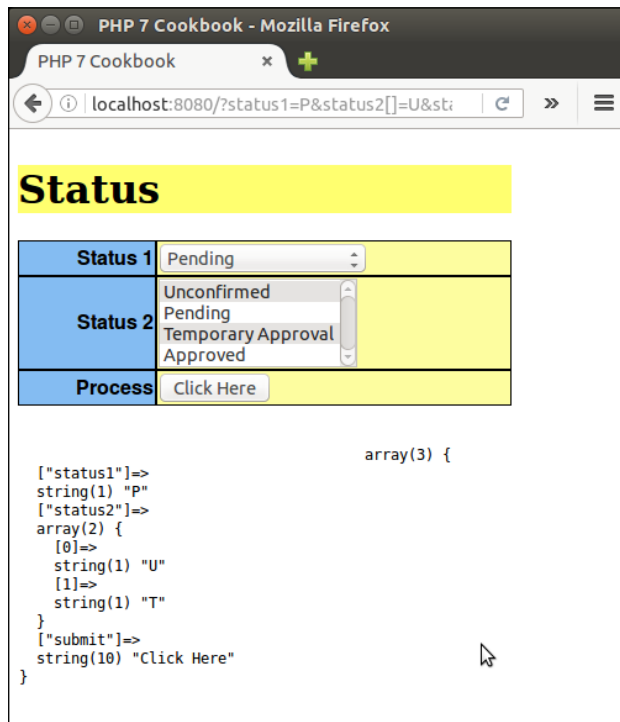 PHP 7 Cookbook - Mozilla Firefox
PHP 7 Cookbook
localhost:8080/?status1=P&status2[]=U&sta
Status
Status 1 Pending
Status 2 Unconfirmed
Pending
Temporary Approval
Approved
Process Click Here
array(3) {
["status1"]=>
string(1) "P"
["status2"]=>
array(2) {
[0]=>
string(1) "U"
[1]=>
string(1) "T"
}
["submit"]=>
string(10) "Click Here"
}